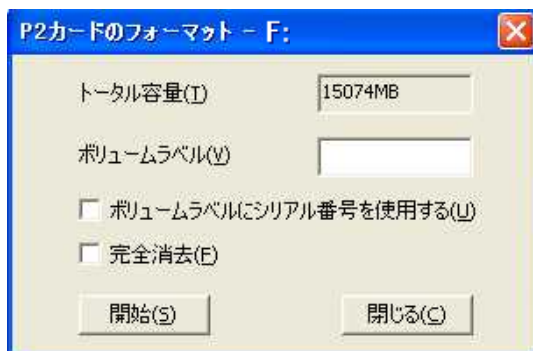 P2カードのフォーマット - F:
トータル容量(T) 15074MB
ボリュームラベル(V)
ボリュームラベルにシリアル番号を使用する(U)
完全消去(F)
開始(S) 閉じる(C)